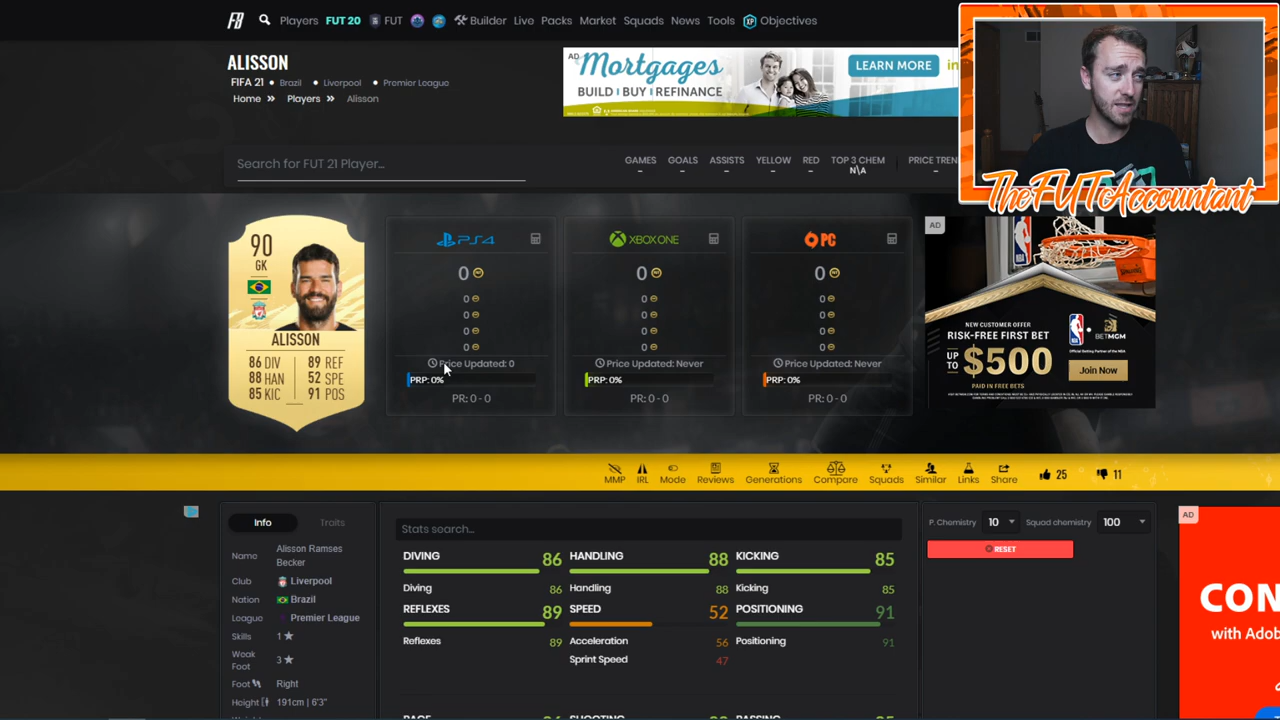 FB Players FUT 20 FUT Builder Live Packs Market Squads News Tools XP Objectives
ALISSON
FIFA 21 • Brazil • Liverpool • Premier League
Home » Players » Alisson
AD
Mortgages
BUILD | BUY | REFINANCE
LEARN MORE
in
Search for FUT 21 Player...
GAMES GOALS ASSISTS YELLOW RED TOP 3 CHEM PRICE TREN
– – – – – N\A –
TheFUTAccountant
90
GK
ALISSON
86 DIV 89 REF
88 HAN 52 SPE
85 KIC 91 POS
PS4
0
0
0
0
0
Price Updated: 0
PRP: 0%
PR: 0 - 0
XBOX ONE
0
0
0
0
0
Price Updated: Never
PRP: 0%
PR: 0 - 0
PC
0
0
0
0
0
Price Updated: Never
PRP: 0%
PR: 0 - 0
AD
NBA
BETMGM
NEW CUSTOMER OFFER
RISK-FREE FIRST BET
UP TO $500
PAID IN FREE BETS
Join Now
MMP IRL Mode Reviews Generations Compare Squads Similar Links Share 25 11
Info Traits
Name Alisson Ramses Becker
Club Liverpool
Nation Brazil
League Premier League
Skills 1 ★
Weak Foot 3 ★
Foot Right
Height 191cm | 6'3"
Stats search...
DIVING 86 HANDLING 88 KICKING 85
Diving 86 Handling 88 Kicking 85
REFLEXES 89 SPEED 52 POSITIONING 91
Reflexes 89 Acceleration 56 Positioning 91
Sprint Speed 47
P. Chemistry 10 Squad chemistry 100
RESET
AD
CON
with Adob